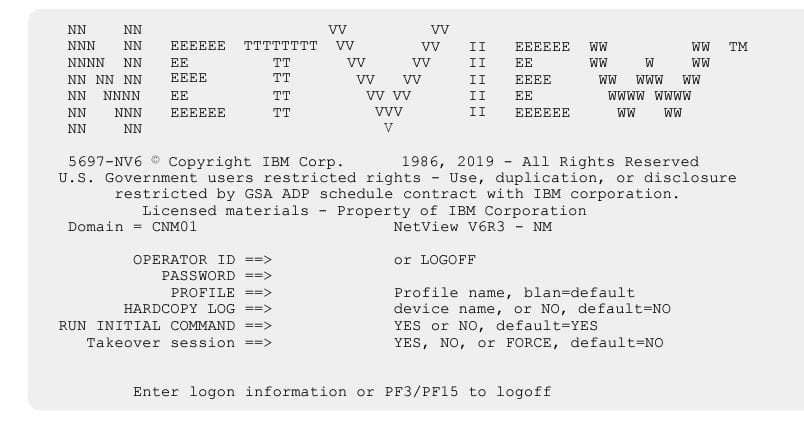 NN    NN                    VV         VV
NNN   NN   EEEEEE  TTTTTTTT  VV       VV   II   EEEEEE  WW         WW  TM
NNNN  NN   EE         TT      VV     VV    II   EE      WW    W    WW
NN NN NN   EEEE       TT       VV   VV     II   EEEE     WW  WWW  WW
NN  NNNN   EE         TT        VV VV      II   EE        WWWW WWWW
NN   NNN   EEEEEE     TT         VVV       II   EEEEEE     WW   WW
NN    NN                          V
5697-NV6 © Copyright IBM Corp.      1986, 2019 - All Rights Reserved
U.S. Government users restricted rights - Use, duplication, or disclosure
restricted by GSA ADP schedule contract with IBM corporation.
Licensed materials - Property of IBM Corporation
Domain = CNM01                     NetView V6R3 - NM
OPERATOR ID ==>             or LOGOFF
PASSWORD ==>
PROFILE ==>             Profile name, blan=default
HARDCOPY LOG ==>             device name, or NO, default=NO
RUN INITIAL COMMAND ==>             YES or NO, default=YES
Takeover session ==>             YES, NO, or FORCE, default=NO
Enter logon information or PF3/PF15 to logoff